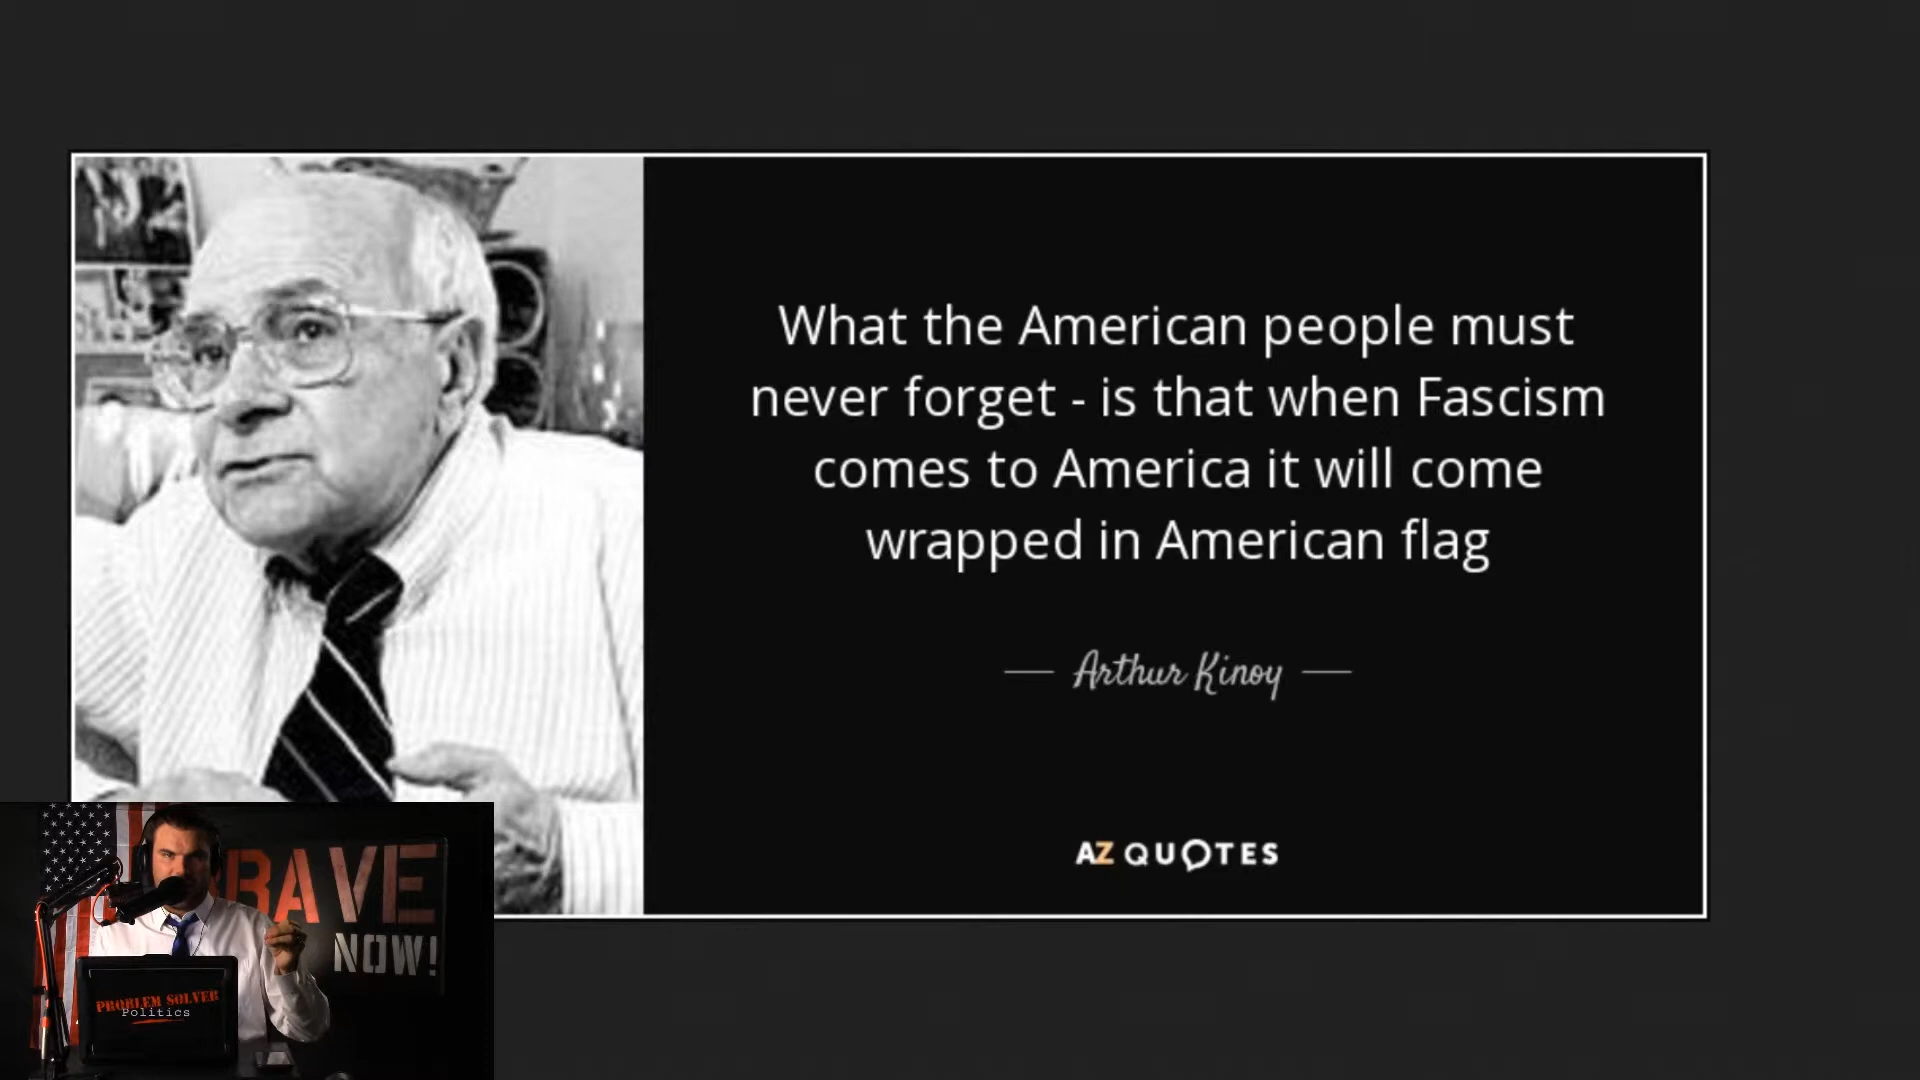 What the American people must
never forget - is that when Fascism
comes to America it will come
wrapped in American flag
Arthur Kinoy
AZ QUOTES
BAVE
NOW!
PROBLEM SOLVER
Politics